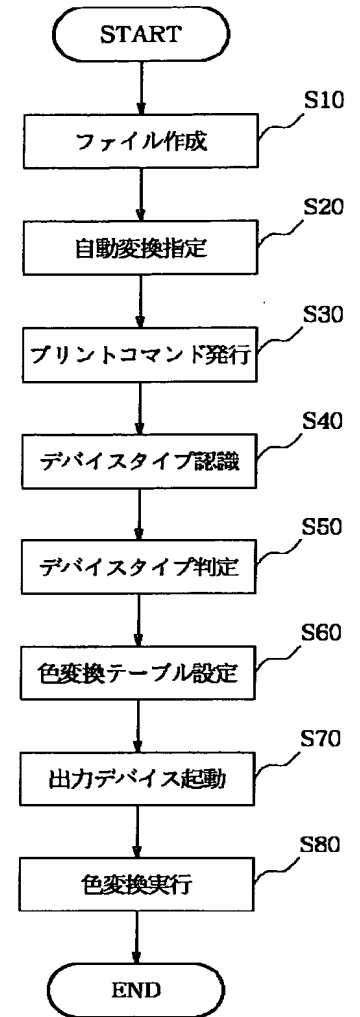 START
S10
ファイル作成
S20
自動変換指定
S30
プリントコマンド発行
S40
デバイスタイプ認識
S50
デバイスタイプ判定
S60
色変換テーブル設定
S70
出力デバイス起動
S80
色変換実行
END